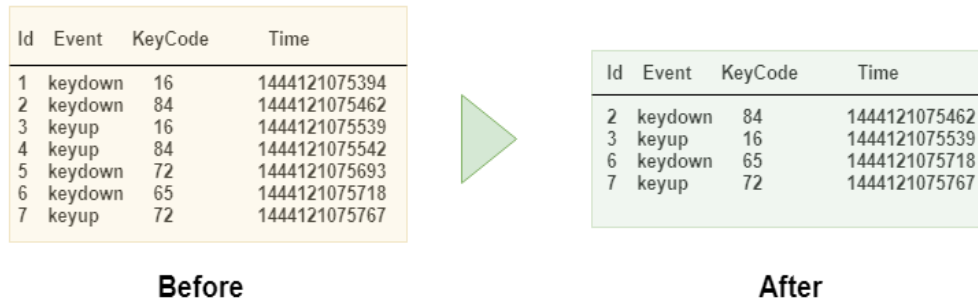 Id Event KeyCode Time
1 keydown 16 1444121075394
2 keydown 84 1444121075462
3 keyup 16 1444121075539
4 keyup 84 1444121075542
5 keydown 72 1444121075693
6 keydown 65 1444121075718
7 keyup 72 1444121075767
Before
Id Event KeyCode Time
2 keydown 84 1444121075462
3 keyup 16 1444121075539
6 keydown 65 1444121075718
7 keyup 72 1444121075767
After